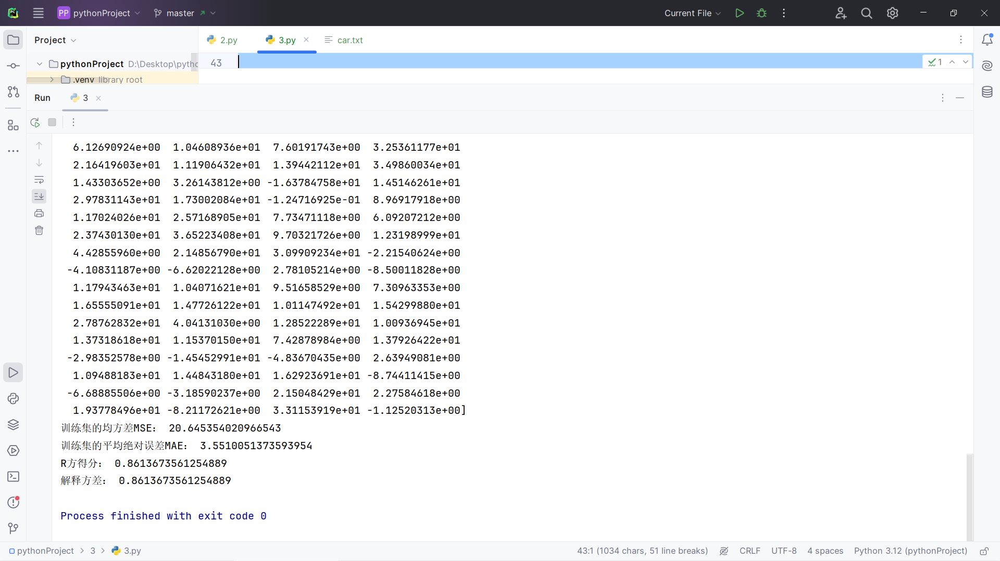 PP pythonProject master Current File
Project 2.py 3.py car.txt
pythonProject D:\Desktop\pytho 43 1
.venv library root
Run 3
6.12690924e+00 1.04608936e+01 7.60191743e+00 3.25361177e+01
2.16419603e+01 1.11906432e+01 1.39442112e+01 3.49860034e+01
1.43303652e+00 3.26143812e+00 -1.63784758e+01 1.45146261e+01
2.97831143e+01 1.73002084e+01 -1.24716925e-01 8.96917918e+00
1.17024026e+01 2.57168905e+01 7.73471118e+00 6.09207212e+00
2.37430130e+01 3.65223408e+01 9.70321726e+00 1.23198999e+01
4.42855960e+00 2.14856790e+01 3.09909234e+01 -2.21540624e+00
-4.10831187e+00 -6.62022128e+00 2.78105214e+00 -8.50011828e+00
1.17943463e+01 1.04071621e+01 9.51658529e+00 7.30963353e+00
1.65555091e+01 1.47726122e+01 1.01147492e+01 1.54299880e+01
2.78762832e+01 4.04131030e+00 1.28522289e+01 1.00936945e+01
1.37318618e+01 1.15370150e+01 7.42878984e+00 1.37926422e+01
-2.98352578e+00 -1.45452991e+01 -4.83670435e+00 2.63949081e+00
1.09488183e+01 1.44843180e+01 1.62923691e+01 -8.74411415e+00
-6.68885506e+00 -3.18590237e+00 2.15048429e+01 2.27584618e+00
1.93778496e+01 -8.21172621e+00 3.31153919e+01 -1.12520313e+00]
训练集的均方差MSE: 20.645354020966543
训练集的平均绝对误差MAE: 3.5510051373593954
R方得分: 0.8613673561254889
解释方差: 0.8613673561254889
Process finished with exit code 0
pythonProject > 3 > 3.py 43:1 (1034 chars, 51 line breaks) CRLF UTF-8 4 spaces Python 3.12 (pythonProject)